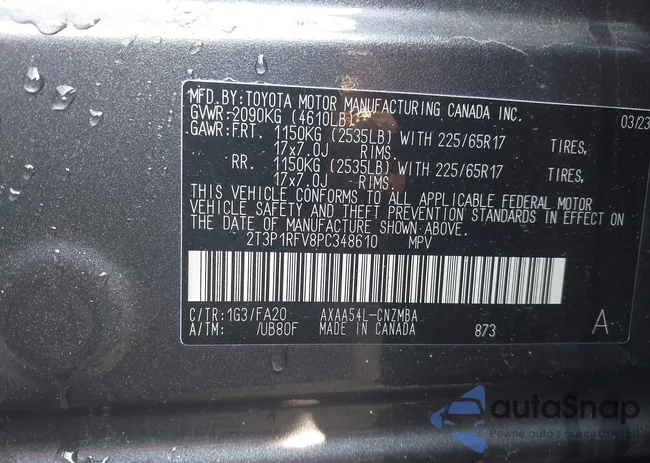 MFD.BY:TOYOTA MOTOR MANUFACTURING CANADA INC.
GVWR-2090KG (4610LB) 03/23
GAWR:FRT. 1150KG (2535LB) WITH 225/65R17 TIRES,
17x7.0J RIMS.
RR. 1150KG (2535LB) WITH 225/65R17 TIRES,
17x7.0J RIMS.
THIS VEHICLE CONFORMS TO ALL APPLICABLE FEDERAL MOTOR
VEHICLE SAFETY AND THEFT PREVENTION STANDARDS IN EFFECT ON
THE DATE OF MANUFACTURE SHOWN ABOVE.
2T3P1RFV8PC348610 MPV
C/TR:1G3/FA20 AXAA54L-CNZMBA
A/TM: /UB80F MADE IN CANADA 873 A
autoSnap
Pewne auta z aukcji